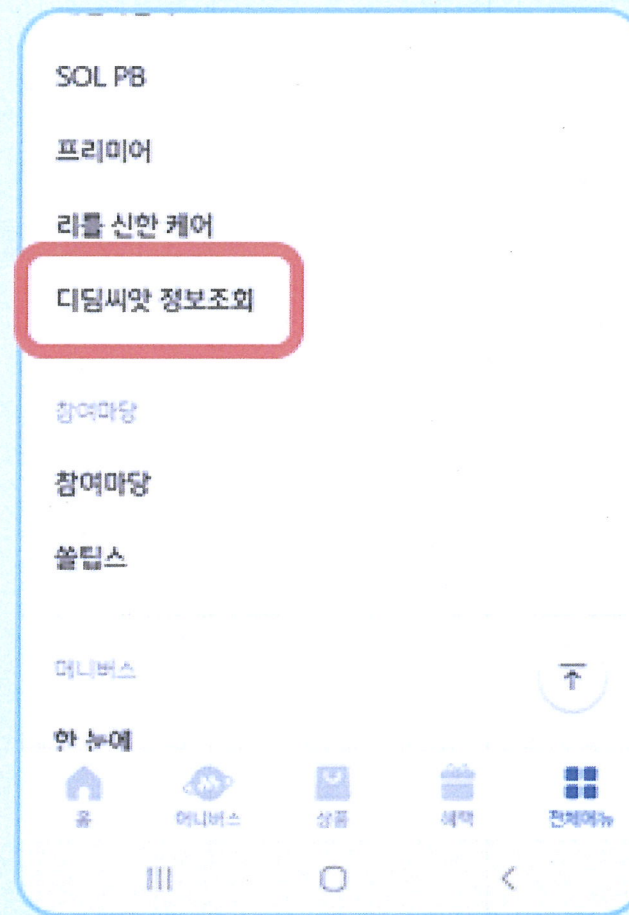 SOL PB
프리미어
리틀 신한 케어
디딤씨앗 정보조회
참여마당
참여마당
쏠팁스
머니버스
한 눈에
홈
머니버스
상품
혜택
전체메뉴